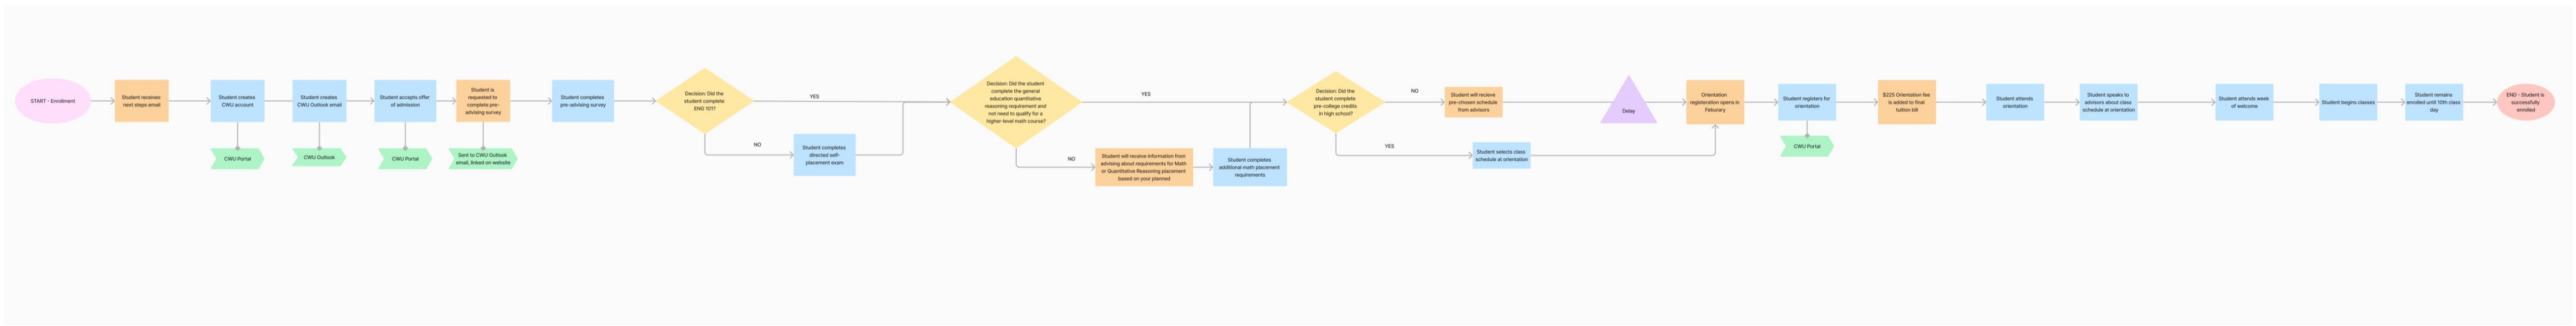 START - Enrollment
Student receives
next steps email
Student creates
CWU account
CWU Portal
Student creates
CWU Outlook email
CWU Outlook
Student accepts offer
of admission
CWU Portal
Student is
requested to
complete pre-
advising survey
Sent to CWU Outlook
email, linked on website
Student completes
pre-advising survey
Decision: Did the
student complete
ENG 101?
YES
NO
Student completes
directed self-
placement exam
Decision: Did the student
complete the general
education quantitative
reasoning requirement and
not need to qualify for a
higher-level math course?
YES
NO
Student will receive information from
advising about requirements for Math
or Quantitative Reasoning placement
based on your planned
Student completes
additional math placement
requirements
Decision: Did the
student complete
pre-college credits
in high school?
NO
Student will recieve
pre-chosen schedule
from advisors
YES
Student selects class
schedule at orientation
Delay
Orientation
registeration opens in
Feburary
Student registers for
orientation
CWU Portal
$225 Orientation fee
is added to final
tuition bill
Student attends
orientation
Student speaks to
advisors about class
schedule at orientation
Student attends week
of welcome
Student begins classes
Student remains
enrolled until 10th class
day
END - Student is
successfully
enrolled